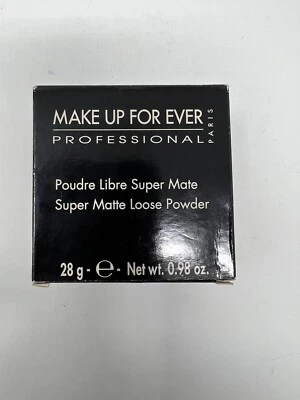 MAKE UP FOR EVER
PROFESSIONAL
PARIS
Poudre Libre Super Mate
Super Matte Loose Powder
28 g - ℮ - Net wt. 0.98 oz.